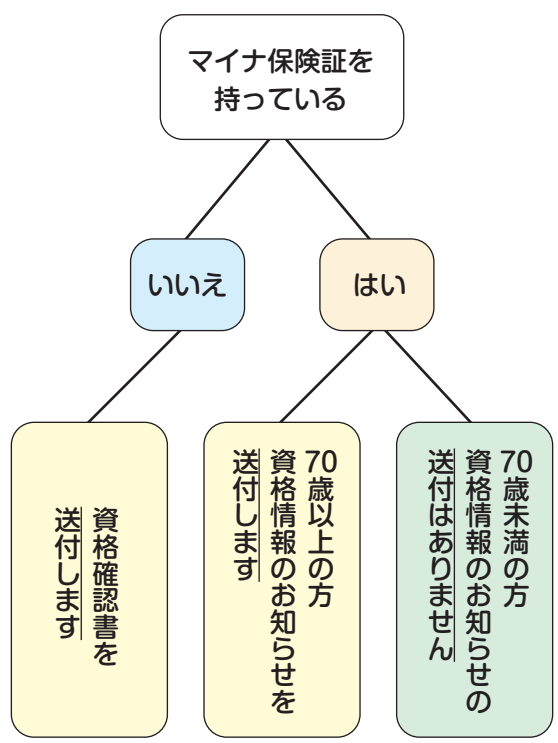 マイナ保険証を
持っている
いいえ
はい
資格確認書を
送付します
70歳以上の方
資格情報のお知らせを
送付します
70歳未満の方
資格情報のお知らせの
送付はありません